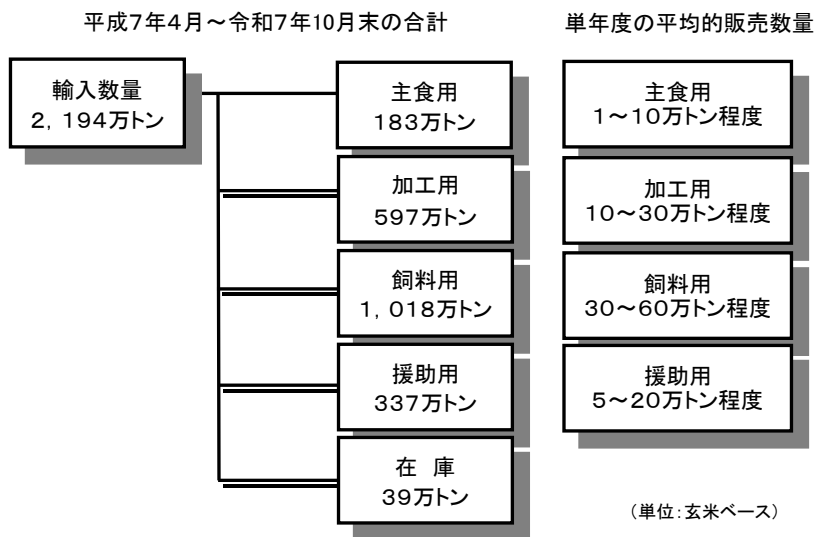 平成7年4月～令和7年10月末の合計
単年度の平均的販売数量
輸入数量
２，１９４万トン
主食用
１８３万トン
加工用
５９７万トン
飼料用
１，０１８万トン
援助用
３３７万トン
在　庫
３９万トン
主食用
１～１０万トン程度
加工用
１０～３０万トン程度
飼料用
３０～６０万トン程度
援助用
５～２０万トン程度
（単位：玄米ベース）